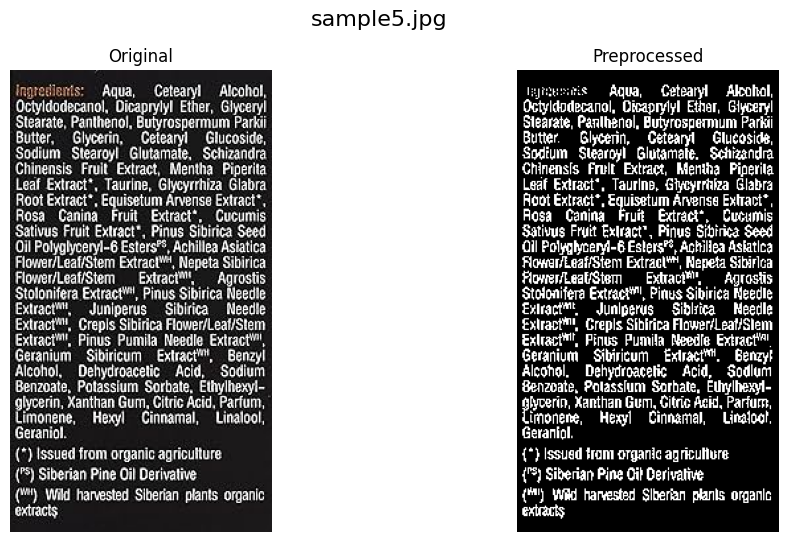 sample5.jpg
Original
Ingredients: Aqua, Cetearyl Alcohol,
Octyldodecanol, Dicaprylyl Ether, Glyceryl
Stearate, Panthenol, Butyrospermum Parkii
Butter, Glycerin, Cetearyl Glucoside,
Sodium Stearoyl Glutamate, Schizandra
Chinensis Fruit Extract, Mentha Piperita
Leaf Extract*, Taurine, Glycyrrhiza Glabra
Root Extract*, Equisetum Arvense Extract*,
Rosa Canina Fruit Extract*, Cucumis
Sativus Fruit Extract*, Pinus Sibirica Seed
Oil Polyglyceryl-6 Esters^PS, Achillea Asiatica
Flower/Leaf/Stem Extract^WH, Nepeta Sibirica
Flower/Leaf/Stem Extract^WH, Agrostis
Stolonifera Extract^WH, Pinus Sibirica Needle
Extract^WH, Juniperus Sibirica Needle
Extract^WH, Crepis Sibirica Flower/Leaf/Stem
Extract^WH, Pinus Pumila Needle Extract^WH,
Geranium Sibiricum Extract^WH, Benzyl
Alcohol, Dehydroacetic Acid, Sodium
Benzoate, Potassium Sorbate, Ethylhexyl-
glycerin, Xanthan Gum, Citric Acid, Parfum,
Limonene, Hexyl Cinnamal, Linalool,
Geraniol.
(*) Issued from organic agriculture
(PS) Siberian Pine Oil Derivative
(WH) Wild harvested Siberian plants organic
extracts
Preprocessed
Aqua, Cetearyl Alcohol,
Octyldodecanol, Dicaprylyl Ether, Glyceryl
Stearate, Panthenol, Butyrospermum Parkii
Butter. Glycerin, Cetearyl Glucoside,
Sodium Stearoyl Glutamate, Schizandra
Chinensis Fruit Extract, Mentha Piperita
Leaf Extract*, Taurine, Glycyrrhiza Glabra
Root Extract*, Equisetum Arvense Extract*,
Rosa Canina Fruit Extract*, Cucumis
Sativus Fruit Extract*, Pinus Sibirica Seed
Oil Polyglyceryl-6 Esters^PS, Achillea Asiatica
Flower/Leaf/Stem Extract^WH, Nepeta Sibirica
Flower/Leaf/Stem Extract^WH, Agrostis
Stolonifera Extract^WH, Pinus Sibirica Needle
Extract^WH, Juniperus Sibirica Needle
Extract^WH, Crepis Sibirica Flower/Leaf/Stem
Extract^WH, Pinus Pumila Needle Extract^WH,
Geranium Sibiricum Extract^WH, Benzyl
Alcohol, Dehydroacetic Acid, Sodium
Benzoate, Potassium Sorbate, Ethylhexyl-
glycerin, Xanthan Gum, Citric Acid, Parfum,
Limonene, Hexyl Cinnamal, Linalool.
Geraniol.
(*) Issued from organic agriculture
(PS) Siberian Pine Oil Derivative
(WH) Wild harvested Siberian plants organic
extracts